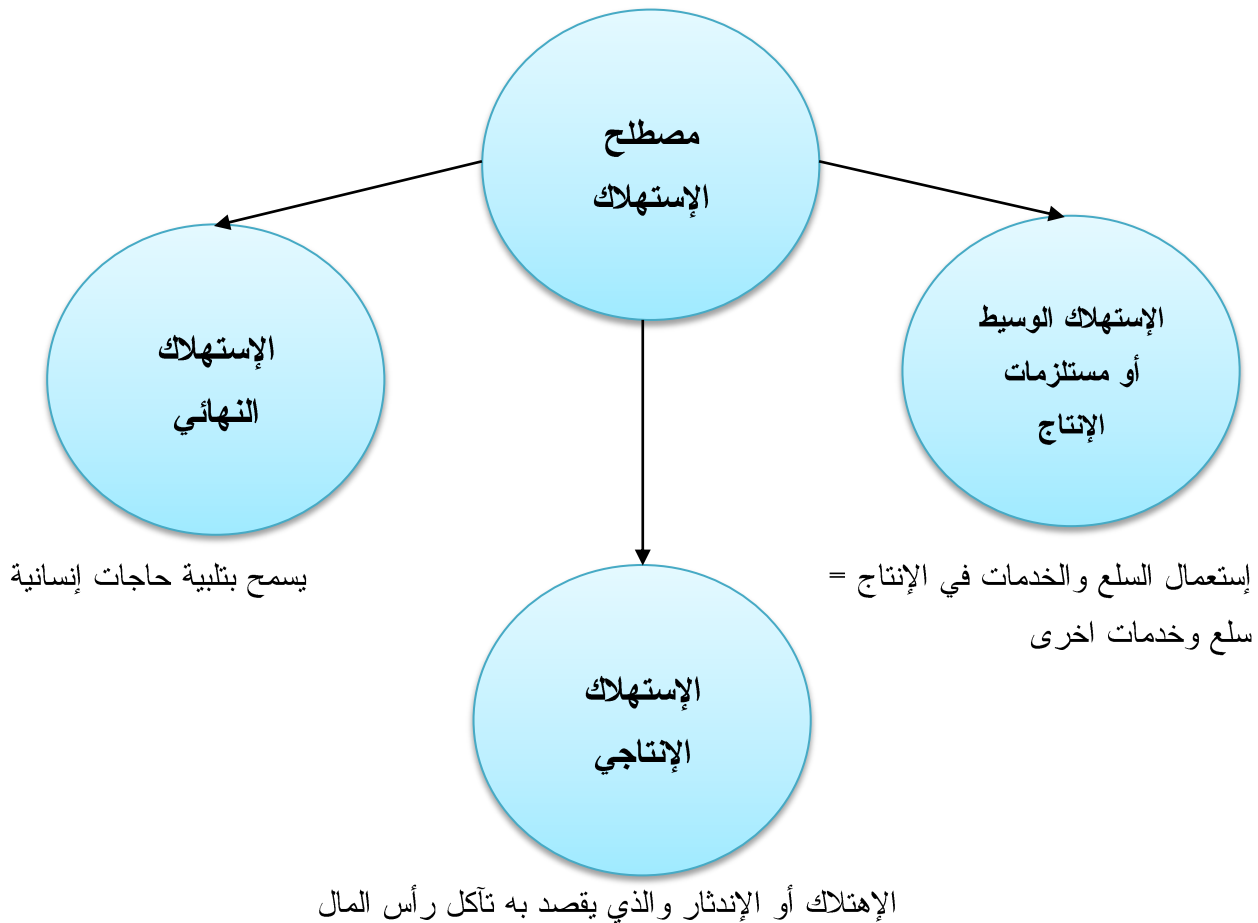 مصطلح
الإستهلاك
الإستهلاك الوسيط
أو مستلزمات
الإنتاج
إستعمال السلع والخدمات في الإنتاج =
سلع وخدمات اخرى
الإستهلاك
النهائي
يسمح بتلبية حاجات إنسانية
الإستهلاك
الإنتاجي
الإهتلاك أو الإندثار والذي يقصد به تآكل رأس المال